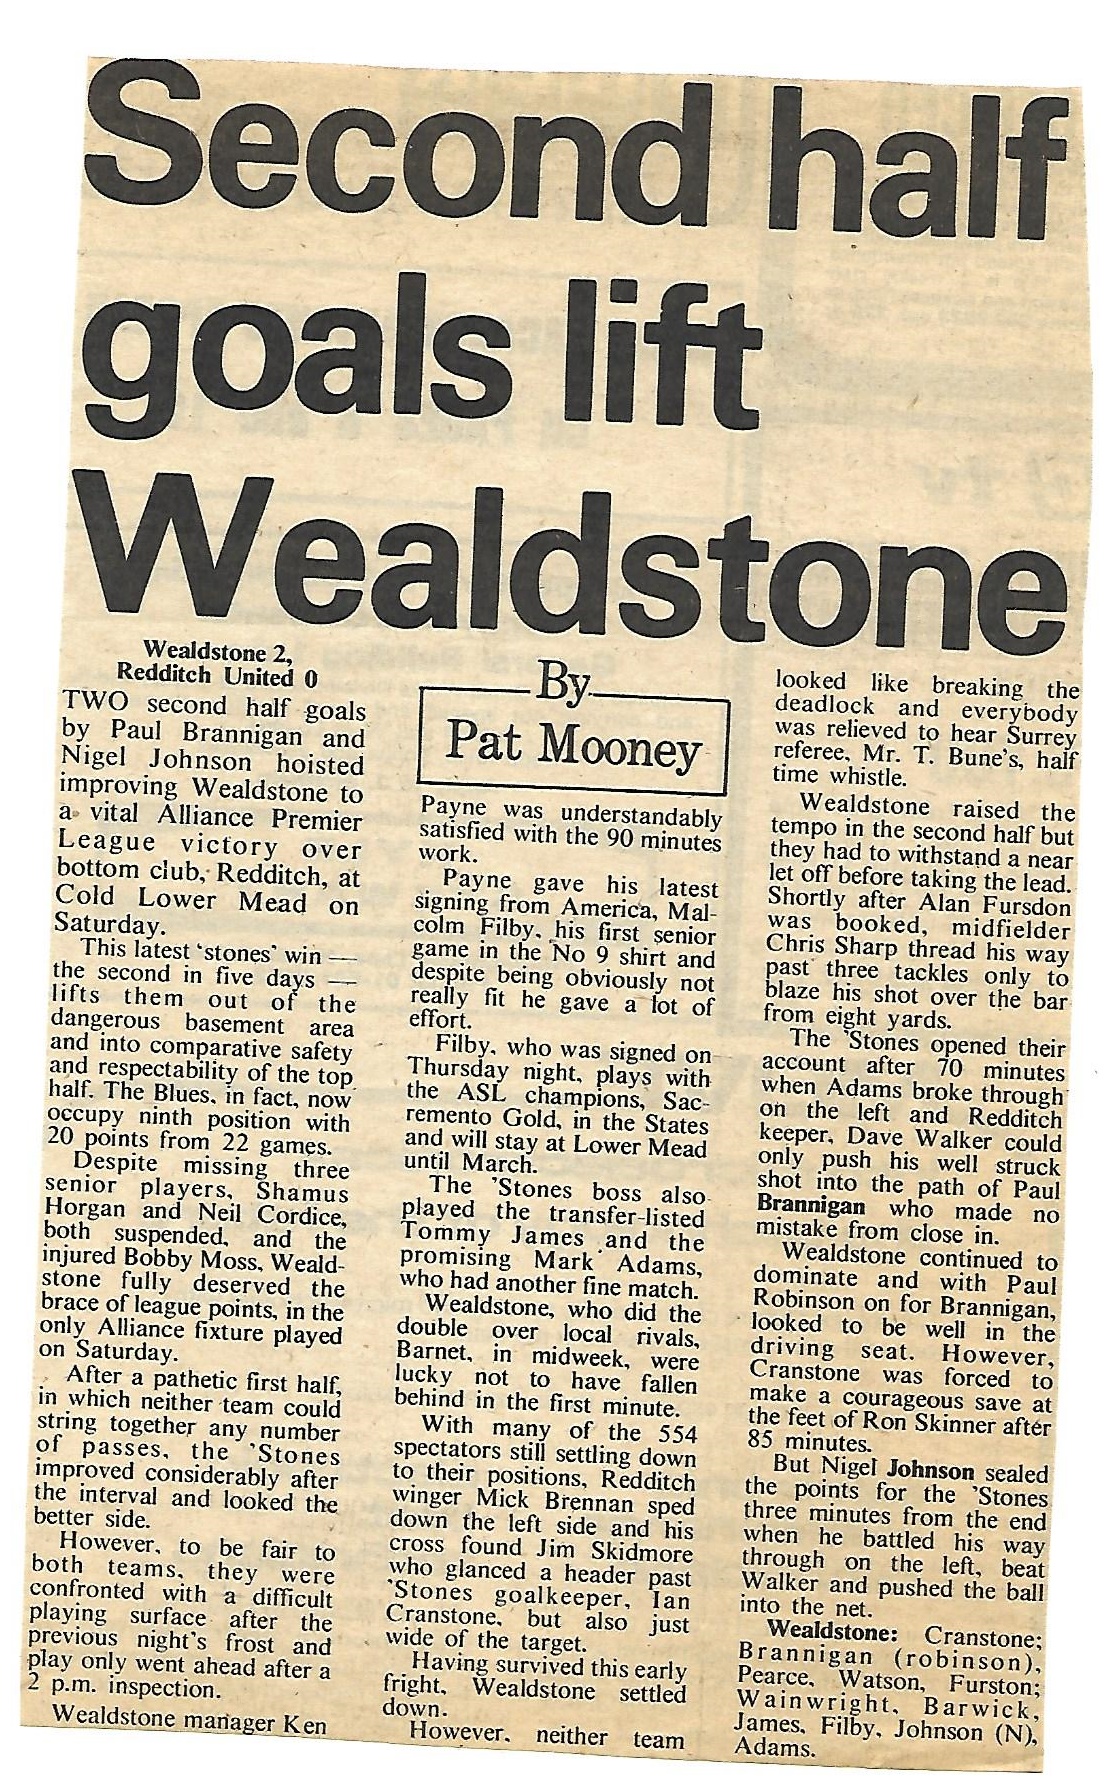 Second half
goals lift
Wealdstone
Wealdstone 2,
Redditch United 0
TWO second half goals
by Paul Brannigan and
Nigel Johnson hoisted
improving Wealdstone to
a vital Alliance Premier
League victory over
bottom club, Redditch, at
Cold Lower Mead on
Saturday.
This latest 'stones' win —
the second in five days —
lifts them out of the
dangerous basement area
and into comparative safety
and respectability of the top
half. The Blues, in fact, now
occupy ninth position with
20 points from 22 games.
Despite missing three
senior players, Shamus
Horgan and Neil Cordice,
both suspended, and the
injured Bobby Moss, Weald-
stone fully deserved the
brace of league points, in the
only Alliance fixture played
on Saturday.
After a pathetic first half,
in which neither team could
string together any number
of passes, the 'Stones
improved considerably after
the interval and looked the
better side.
However, to be fair to
both teams, they were
confronted with a difficult
playing surface after the
previous night's frost and
play only went ahead after a
2 p.m. inspection.
Wealdstone manager Ken
By
Pat Mooney
Payne was understandably
satisfied with the 90 minutes
work.
Payne gave his latest
signing from America, Mal-
colm Filby, his first senior
game in the No 9 shirt and
despite being obviously not
really fit he gave a lot of
effort.
Filby, who was signed on
Thursday night, plays with
the ASL champions, Sac-
remento Gold, in the States
and will stay at Lower Mead
until March.
The 'Stones boss also
played the transfer-listed
Tommy James and the
promising Mark Adams,
who had another fine match.
Wealdstone, who did the
double over local rivals,
Barnet, in midweek, were
lucky not to have fallen
behind in the first minute.
With many of the 554
spectators still settling down
to their positions, Redditch
winger Mick Brennan sped
down the left side and his
cross found Jim Skidmore
who glanced a header past
'Stones goalkeeper, Ian
Cranstone, but also just
wide of the target.
Having survived this early
fright, Wealdstone settled
down.
However, neither team
looked like breaking the
deadlock and everybody
was relieved to hear Surrey
referee, Mr. T. Bune's, half
time whistle.
Wealdstone raised the
tempo in the second half but
they had to withstand a near
let off before taking the lead.
Shortly after Alan Fursdon
was booked, midfielder
Chris Sharp thread his way
past three tackles only to
blaze his shot over the bar
from eight yards.
The 'Stones opened their
account after 70 minutes
when Adams broke through
on the left and Redditch
keeper, Dave Walker could
only push his well struck
shot into the path of Paul
Brannigan who made no
mistake from close in.
Wealdstone continued to
dominate and with Paul
Robinson on for Brannigan,
looked to be well in the
driving seat. However,
Cranstone was forced to
make a courageous save at
the feet of Ron Skinner after
85 minutes.
But Nigel Johnson sealed
the points for the 'Stones
three minutes from the end
when he battled his way
through on the left, beat
Walker and pushed the ball
into the net.
Wealdstone: Cranstone;
Brannigan (robinson),
Pearce, Watson, Furston;
Wainwright, Barwick,
James, Filby, Johnson (N),
Adams.